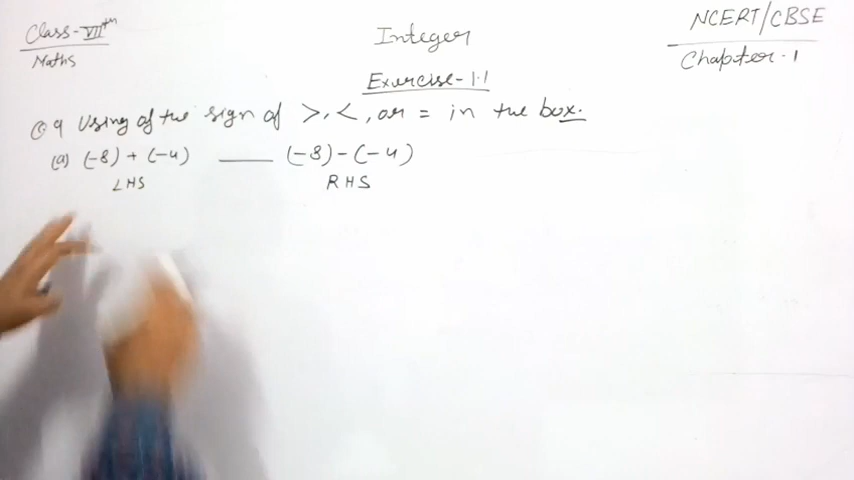 Class-VIIth
Maths
Integer
NCERT/CBSE
Chapter-1
Exercise-1.1
Q 9 Using of the sign of >, <, or = in the box.
(a) (-8) + (-4) ____ (-8) - (-4)
LHS RHS